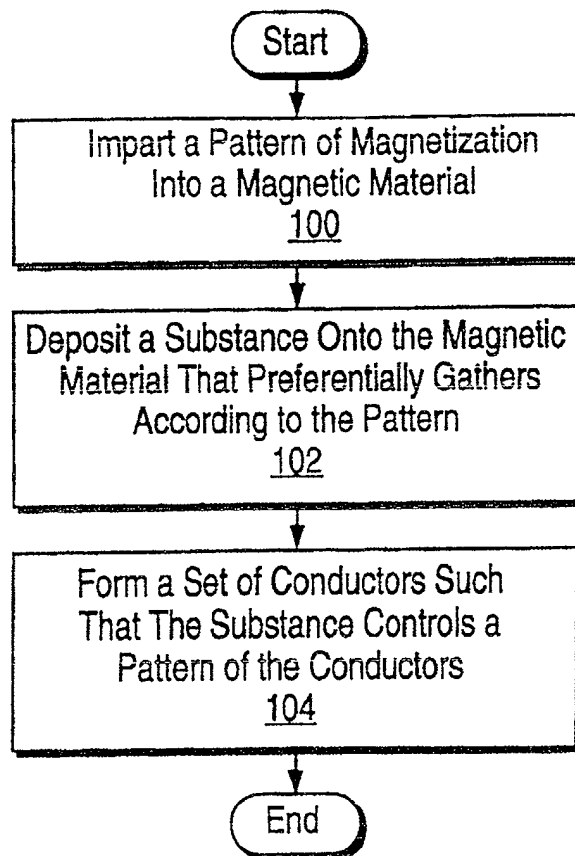 Start
Impart a Pattern of Magnetization
Into a Magnetic Material
100
Deposit a Substance Onto the Magnetic
Material That Preferentially Gathers
According to the Pattern
102
Form a Set of Conductors Such
That The Substance Controls a
Pattern of the Conductors
104
End